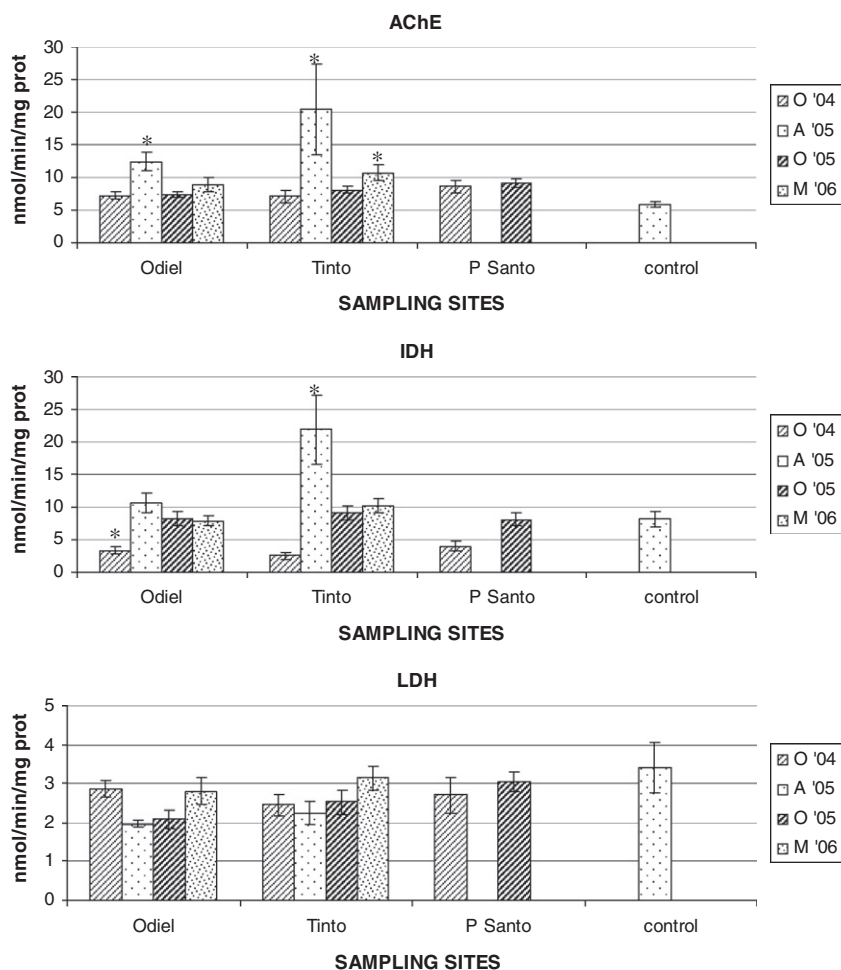 AChE
nmol/min/mg prot
30
25
20
15
10
5
0
*
*
*
Odiel Tinto P Santo control
SAMPLING SITES
O '04
A '05
O '05
M '06
IDH
nmol/min/mg prot
30
25
20
15
10
5
0
*
*
Odiel Tinto P Santo control
SAMPLING SITES
O '04
A '05
O '05
M '06
LDH
nmol/min/mg prot
5
4
3
2
1
0
Odiel Tinto P Santo control
SAMPLING SITES
O '04
A '05
O '05
M '06